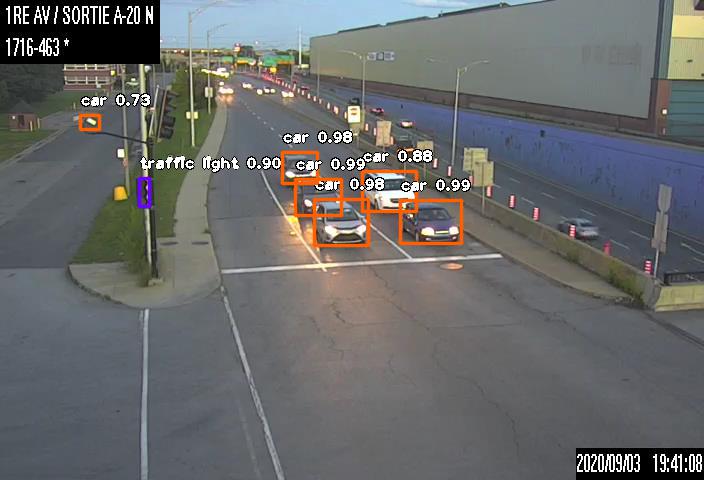 1RE AV / SORTIE A-20 N
1716-463 *
car 0.73
car 0.98
traffic light 0.90
car 0.99
car 0.88
car 0.98
car 0.99
2020/09/03 19:41:08